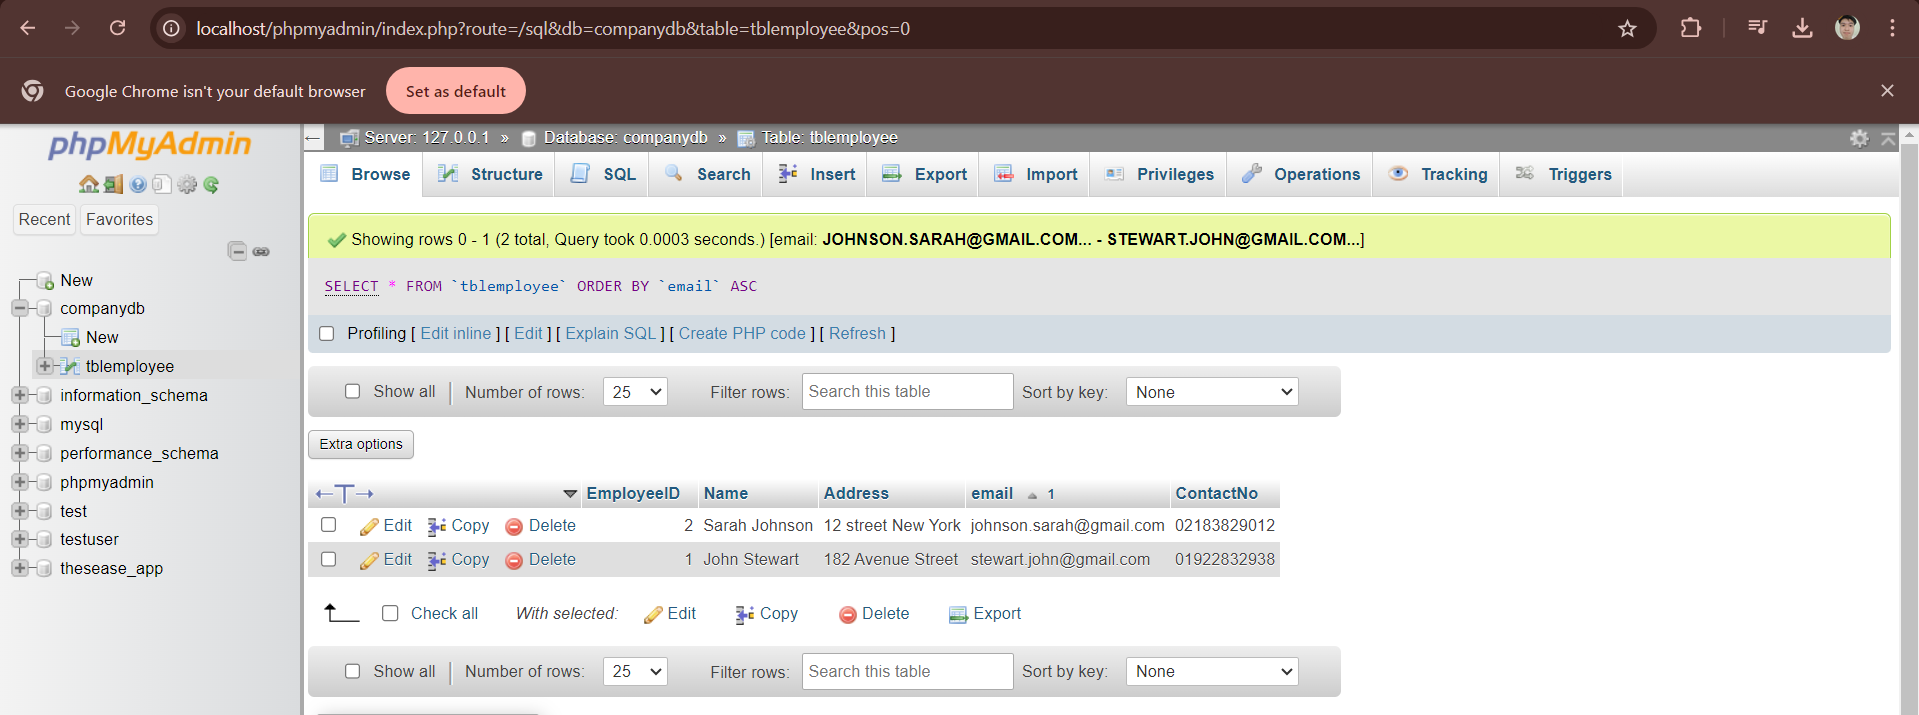 localhost/phpmyadmin/index.php?route=/sql&db=companydb&table=tblemployee&pos=0
Google Chrome isn't your default browser Set as default
phpMyAdmin
Recent Favorites
New
companydb
New
tblemployee
information_schema
mysql
performance_schema
phpmyadmin
test
testuser
thesease_app
Server: 127.0.0.1 » Database: companydb » Table: tblemployee
Browse Structure SQL Search Insert Export Import Privileges Operations Tracking Triggers
Showing rows 0 - 1 (2 total, Query took 0.0003 seconds.) [email: JOHNSON.SARAH@GMAIL.COM... - STEWART.JOHN@GMAIL.COM...]
SELECT * FROM `tblemployee` ORDER BY `email` ASC
Profiling [ Edit inline ] [ Edit ] [ Explain SQL ] [ Create PHP code ] [ Refresh ]
Show all Number of rows: 25 Filter rows: Search this table Sort by key: None
Extra options
EmployeeID Name Address email 1 ContactNo
Edit Copy Delete 2 Sarah Johnson 12 street New York johnson.sarah@gmail.com 02183829012
Edit Copy Delete 1 John Stewart 182 Avenue Street stewart.john@gmail.com 01922832938
Check all With selected: Edit Copy Delete Export
Show all Number of rows: 25 Filter rows: Search this table Sort by key: None